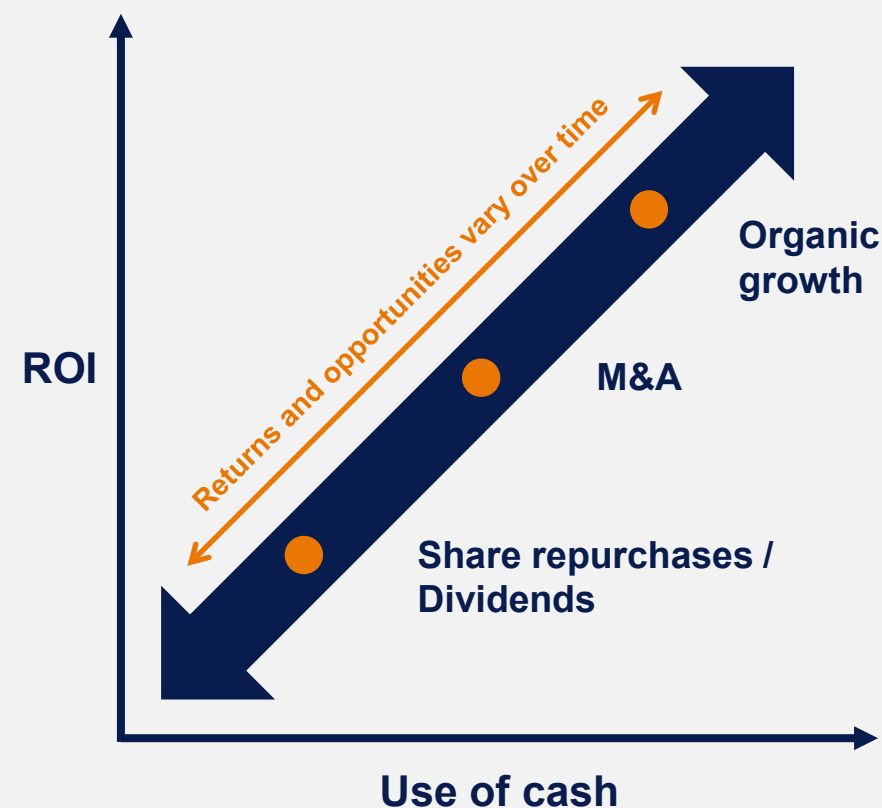 Returns and opportunities vary over time
Organic
growth
ROI
M&A
Share repurchases /
Dividends
Use of cash